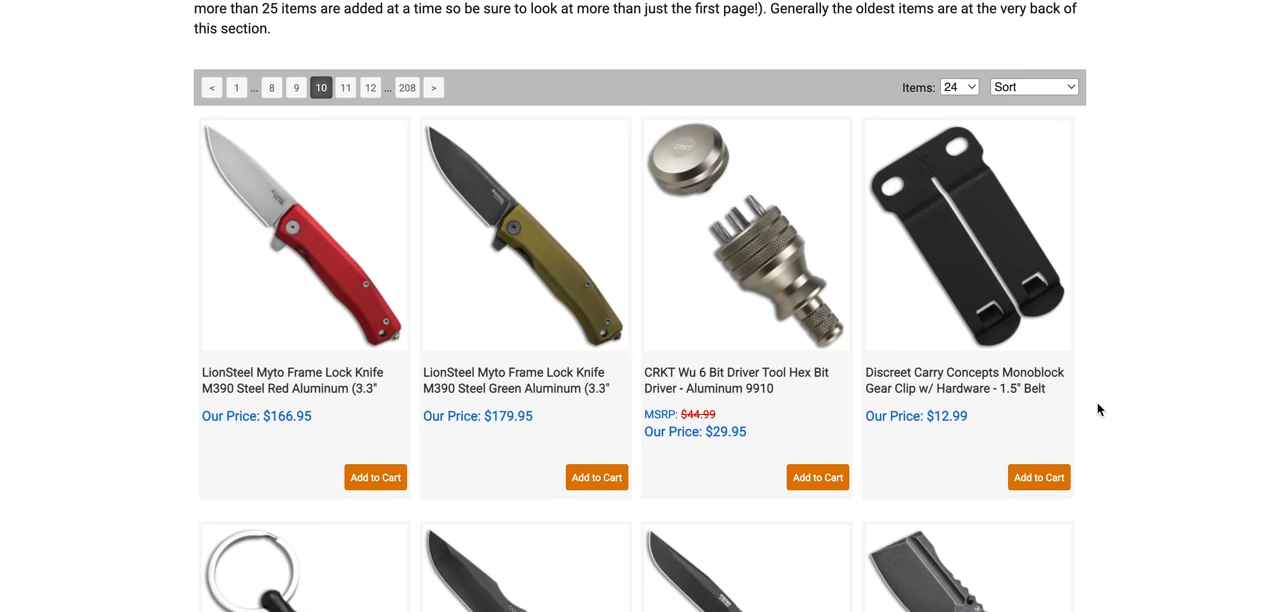 more than 25 items are added at a time so be sure to look at more than just the first page!). Generally the oldest items are at the very back of
this section.
< 1 ... 8 9 10 11 12 ... 208 >
Items: 24 Sort
CRKT
LionSteel Myto Frame Lock Knife
M390 Steel Red Aluminum (3.3"
Our Price: $166.95
Add to Cart
LionSteel Myto Frame Lock Knife
M390 Steel Green Aluminum (3.3"
Our Price: $179.95
Add to Cart
CRKT Wu 6 Bit Driver Tool Hex Bit
Driver - Aluminum 9910
MSRP: $44.99
Our Price: $29.95
Add to Cart
Discreet Carry Concepts Monoblock
Gear Clip w/ Hardware - 1.5" Belt
Our Price: $12.99
Add to Cart